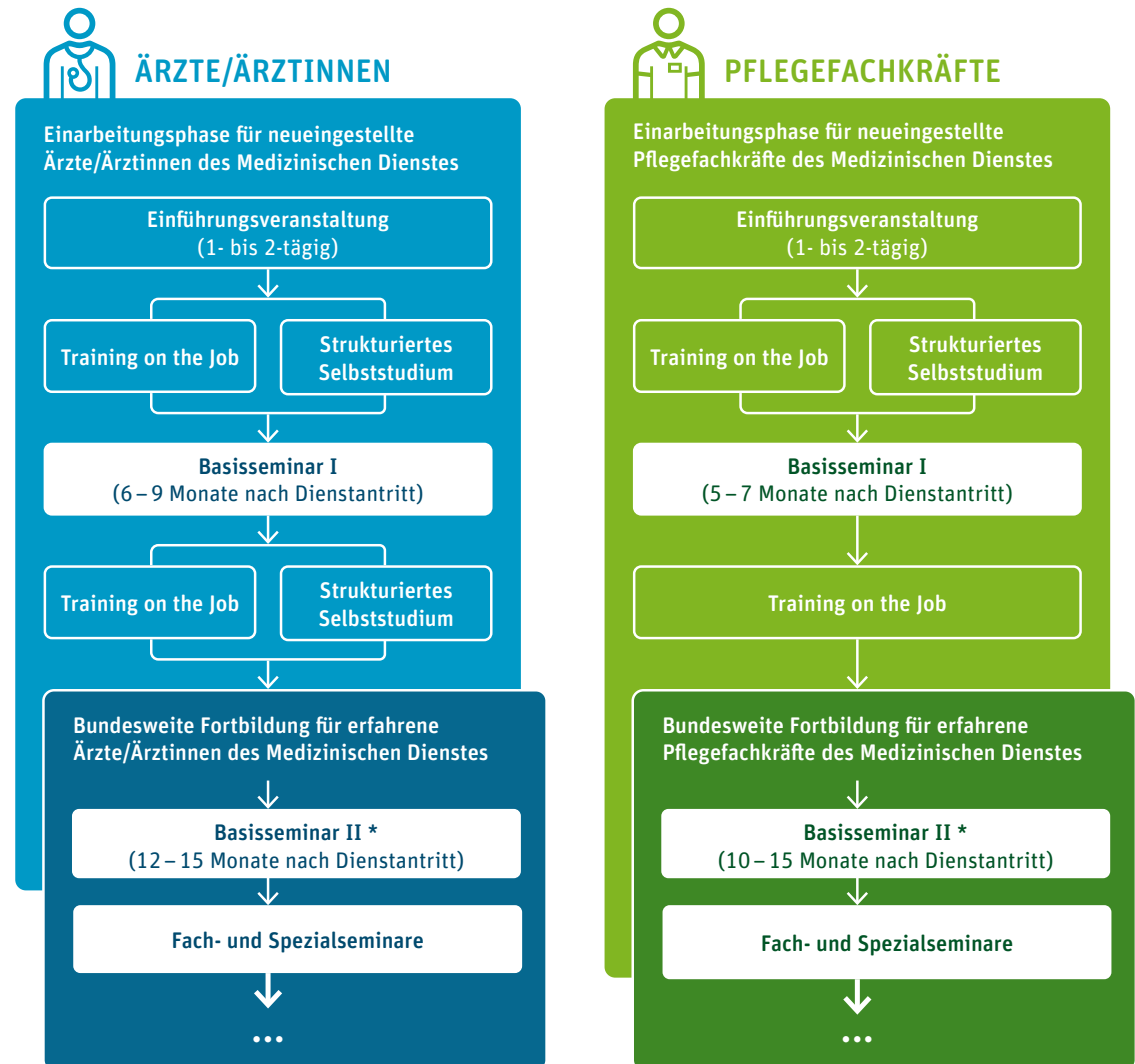 ÄRZTE/ÄRZTINNEN
Einarbeitungsphase für neueingestellte
Ärzte/Ärztinnen des Medizinischen Dienstes
Einführungsveranstaltung
(1- bis 2-tägig)
Training on the Job
Strukturiertes
Selbststudium
Basisseminar I
(6 – 9 Monate nach Dienstantritt)
Training on the Job
Strukturiertes
Selbststudium
Bundesweite Fortbildung für erfahrene
Ärzte/Ärztinnen des Medizinischen Dienstes
Basisseminar II *
(12 – 15 Monate nach Dienstantritt)
Fach- und Spezialseminare
...
PFLEGEFACHKRÄFTE
Einarbeitungsphase für neueingestellte
Pflegefachkräfte des Medizinischen Dienstes
Einführungsveranstaltung
(1- bis 2-tägig)
Training on the Job
Strukturiertes
Selbststudium
Basisseminar I
(5 – 7 Monate nach Dienstantritt)
Training on the Job
Bundesweite Fortbildung für erfahrene
Pflegefachkräfte des Medizinischen Dienstes
Basisseminar II *
(10 – 15 Monate nach Dienstantritt)
Fach- und Spezialseminare
...